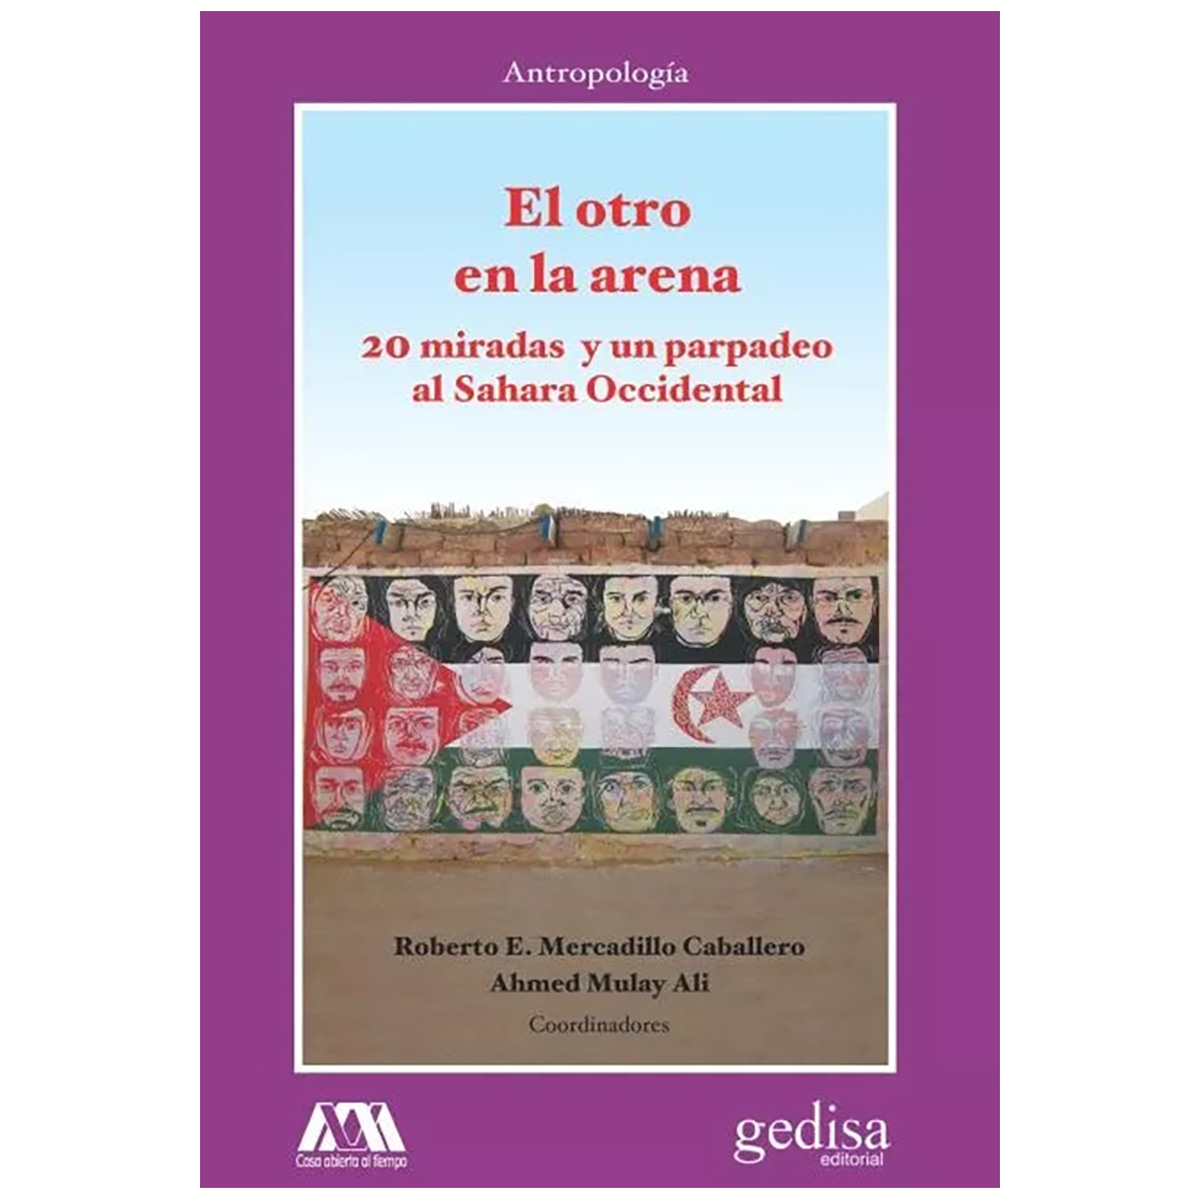 Antropología
El otro
en la arena
20 miradas y un parpadeo
al Sahara Occidental
Roberto E. Mercadillo Caballero
Ahmed Mulay Ali
Coordinadores
Casa abierta al tiempo
gedisa
editorial